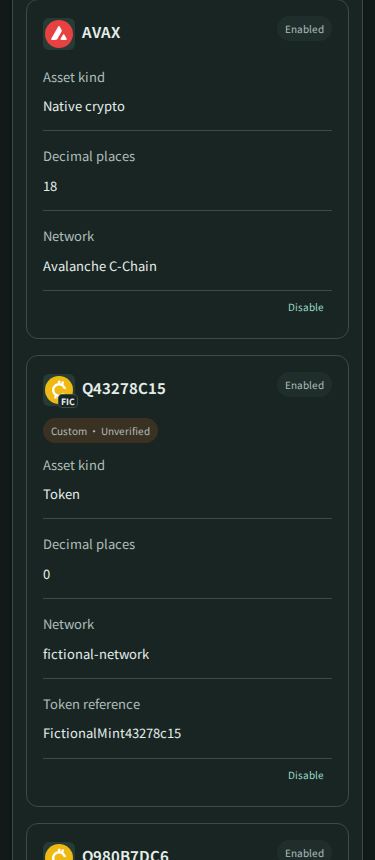 AVAX
Enabled
Asset kind
Native crypto
Decimal places
18
Network
Avalanche C-Chain
Disable
Q43278C15
Enabled
FIC
Custom • Unverified
Asset kind
Token
Decimal places
0
Network
fictional-network
Token reference
FictionalMint43278c15
Disable
Q980B7DC6
Enabled